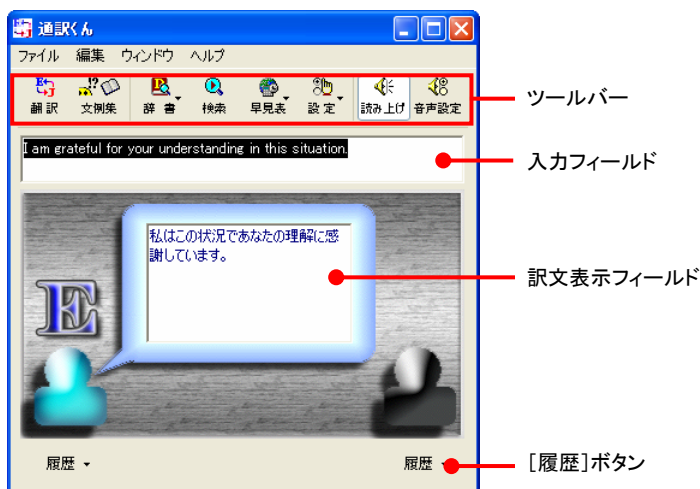 通訳くん
ファイル 編集 ウィンドウ ヘルプ
翻訳 文例集 辞書 検索 早見表 設定 読み上げ 音声設定
ツールバー
I am grateful for your understanding in this situation.
入力フィールド
私はこの状況であなたの理解に感
謝しています。
訳文表示フィールド
E
履歴 履歴
[履歴]ボタン